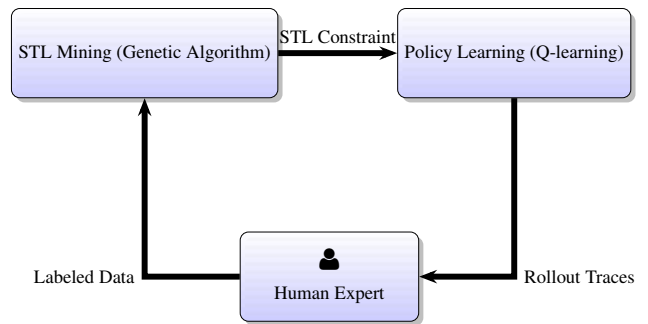 STL Mining (Genetic Algorithm)
STL Constraint
Policy Learning (Q-learning)
Labeled Data
Human Expert
Rollout Traces